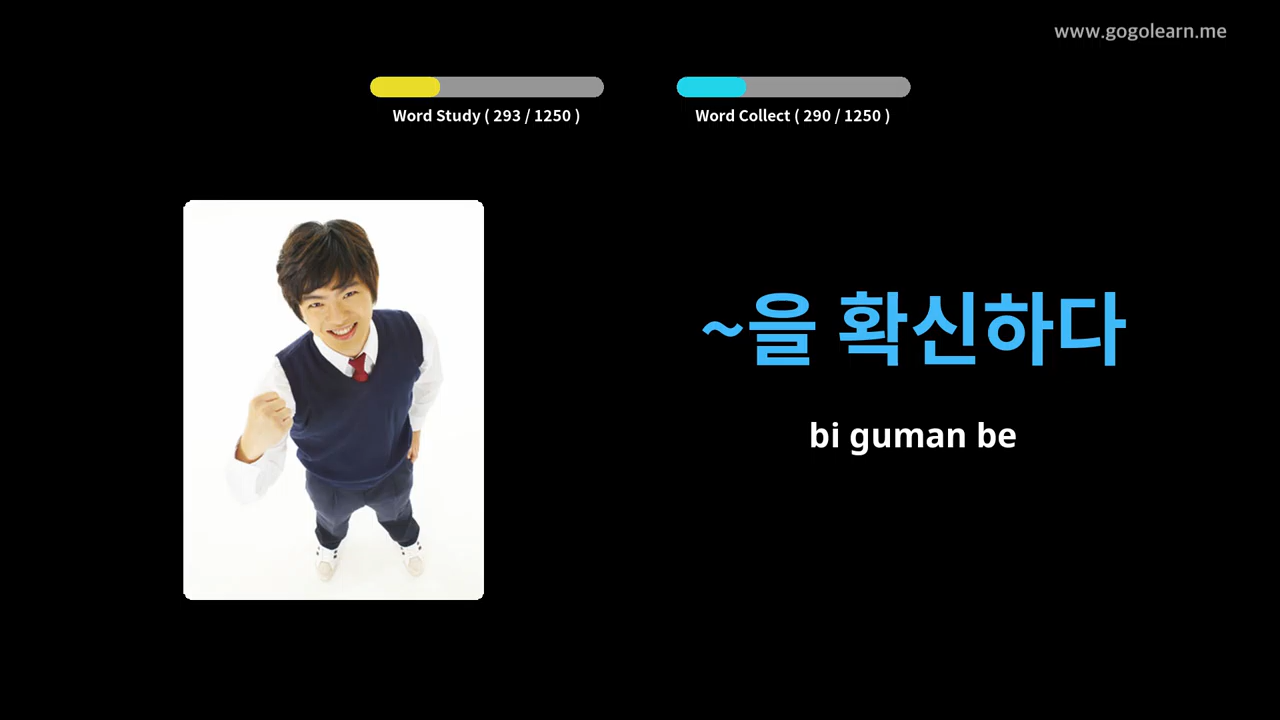 www.gogolearn.me
Word Study ( 293 / 1250 )
Word Collect ( 290 / 1250 )
~을 확신하다
bi guman be